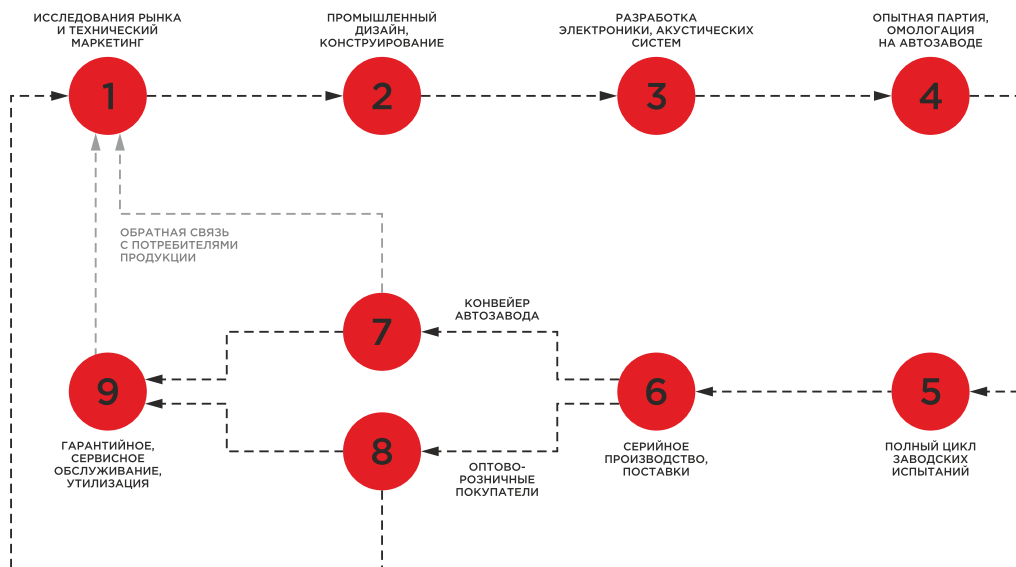 ИССЛЕДОВАНИЯ РЫНКА
И ТЕХНИЧЕСКИЙ
МАРКЕТИНГ
1
ПРОМЫШЛЕННЫЙ
ДИЗАЙН,
КОНСТРУИРОВАНИЕ
2
РАЗРАБОТКА
ЭЛЕКТРОНИКИ, АКУСТИЧЕСКИХ
СИСТЕМ
3
ОПЫТНАЯ ПАРТИЯ,
ОМОЛОГАЦИЯ
НА АВТОЗАВОДЕ
4
ОБРАТНАЯ СВЯЗЬ
С ПОТРЕБИТЕЛЯМИ
ПРОДУКЦИИ
7
КОНВЕЙЕР
АВТОЗАВОДА
9
ГАРАНТИЙНОЕ,
СЕРВИСНОЕ
ОБСЛУЖИВАНИЕ,
УТИЛИЗАЦИЯ
8
ОПТОВО-
РОЗНИЧНЫЕ
ПОКУПАТЕЛИ
6
СЕРИЙНОЕ
ПРОИЗВОДСТВО,
ПОСТАВКИ
5
ПОЛНЫЙ ЦИКЛ
ЗАВОДСКИХ
ИСПЫТАНИЙ